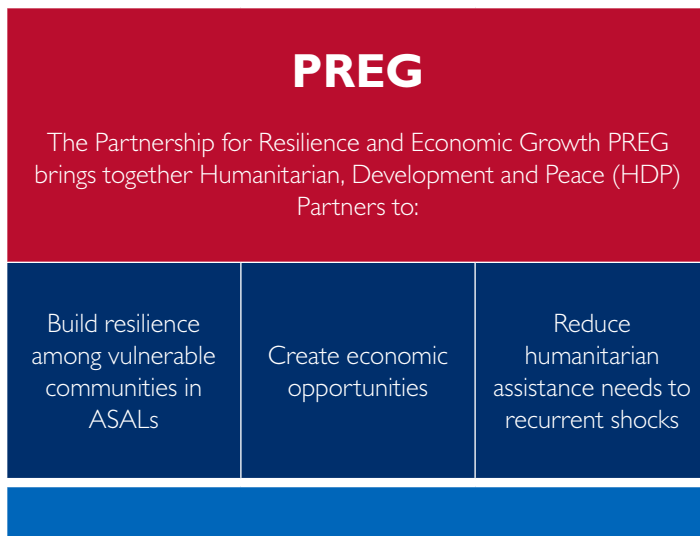 PREG
The Partnership for Resilience and Economic Growth PREG
brings together Humanitarian, Development and Peace (HDP)
Partners to:
Build resilience
among vulnerable
communities in
ASALs
Create economic
opportunities
Reduce
humanitarian
assistance needs to
recurrent shocks